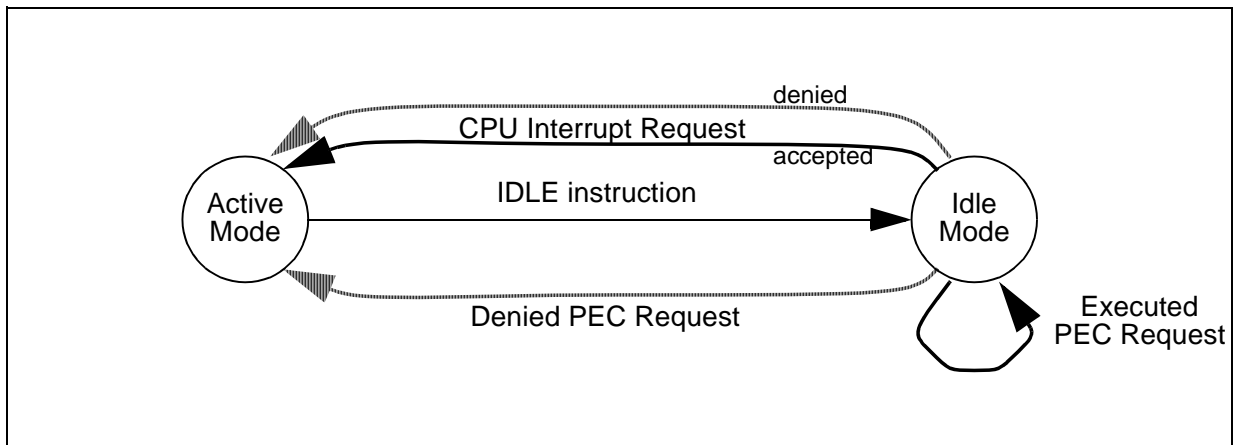 denied
CPU Interrupt Request
accepted
IDLE instruction
Active
Mode
Idle
Mode
Denied PEC Request
Executed
PEC Request